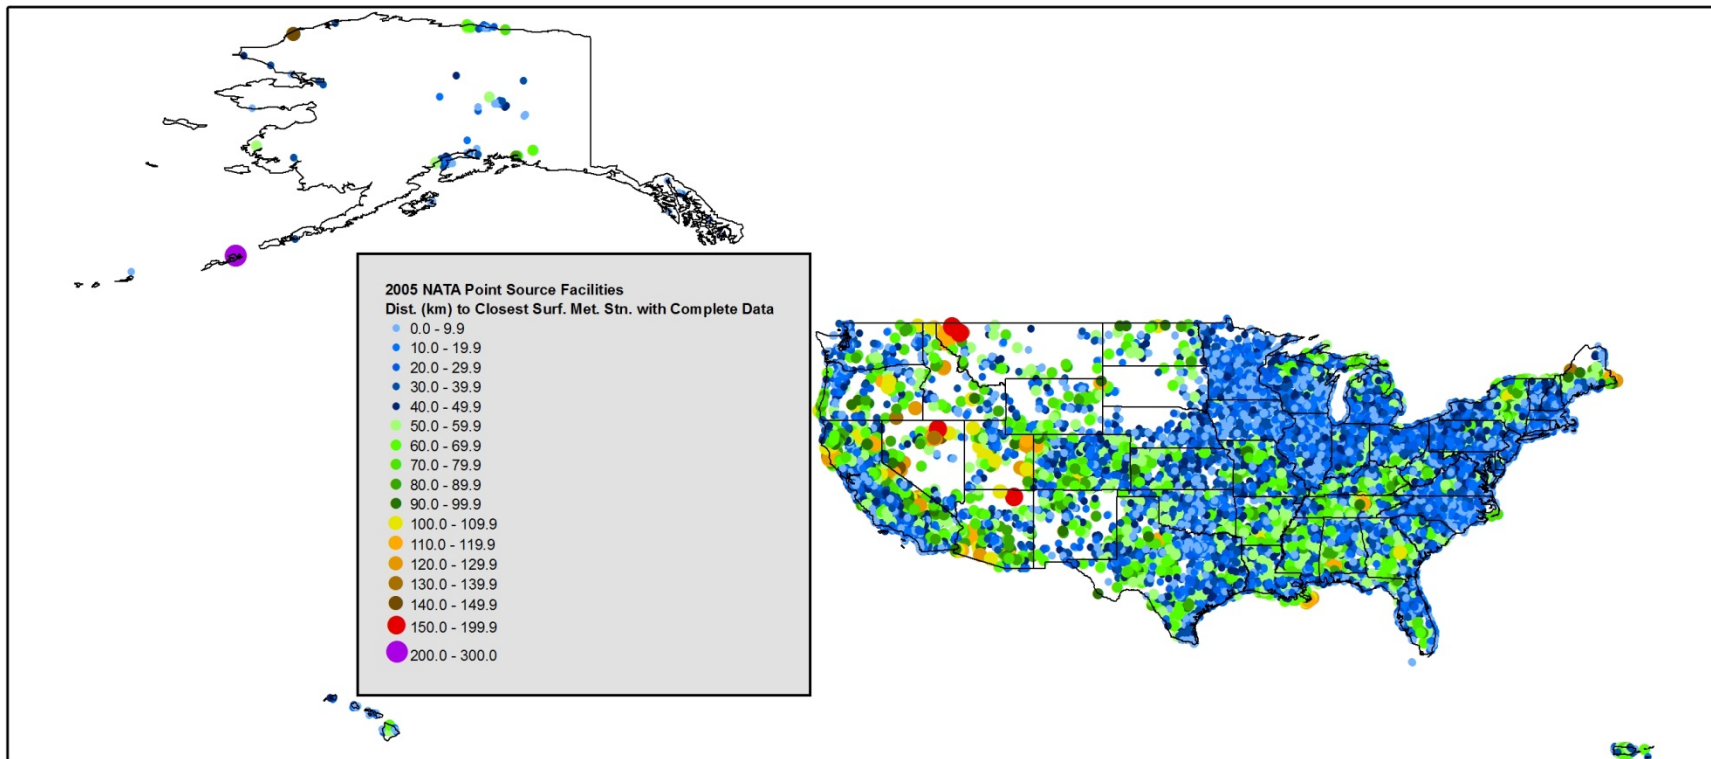 2005 NATA Point Source Facilities
Dist. (km) to Closest Surf. Met. Stn. with Complete Data
0.0 - 9.9
10.0 - 19.9
20.0 - 29.9
30.0 - 39.9
40.0 - 49.9
50.0 - 59.9
60.0 - 69.9
70.0 - 79.9
80.0 - 89.9
90.0 - 99.9
100.0 - 109.9
110.0 - 119.9
120.0 - 129.9
130.0 - 139.9
140.0 - 149.9
150.0 - 199.9
200.0 - 300.0